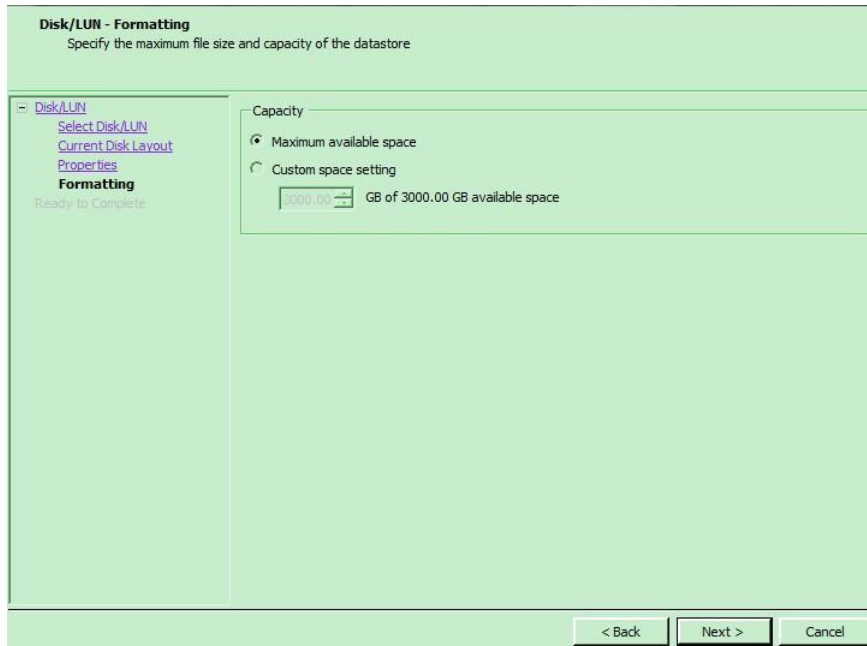 Disk/LUN - Formatting
Specify the maximum file size and capacity of the datastore
Disk/LUN
Select Disk/LUN
Current Disk Layout
Properties
Formatting
Ready to Complete
Capacity
Maximum available space
Custom space setting
3000.00 GB of 3000.00 GB available space
< Back Next > Cancel